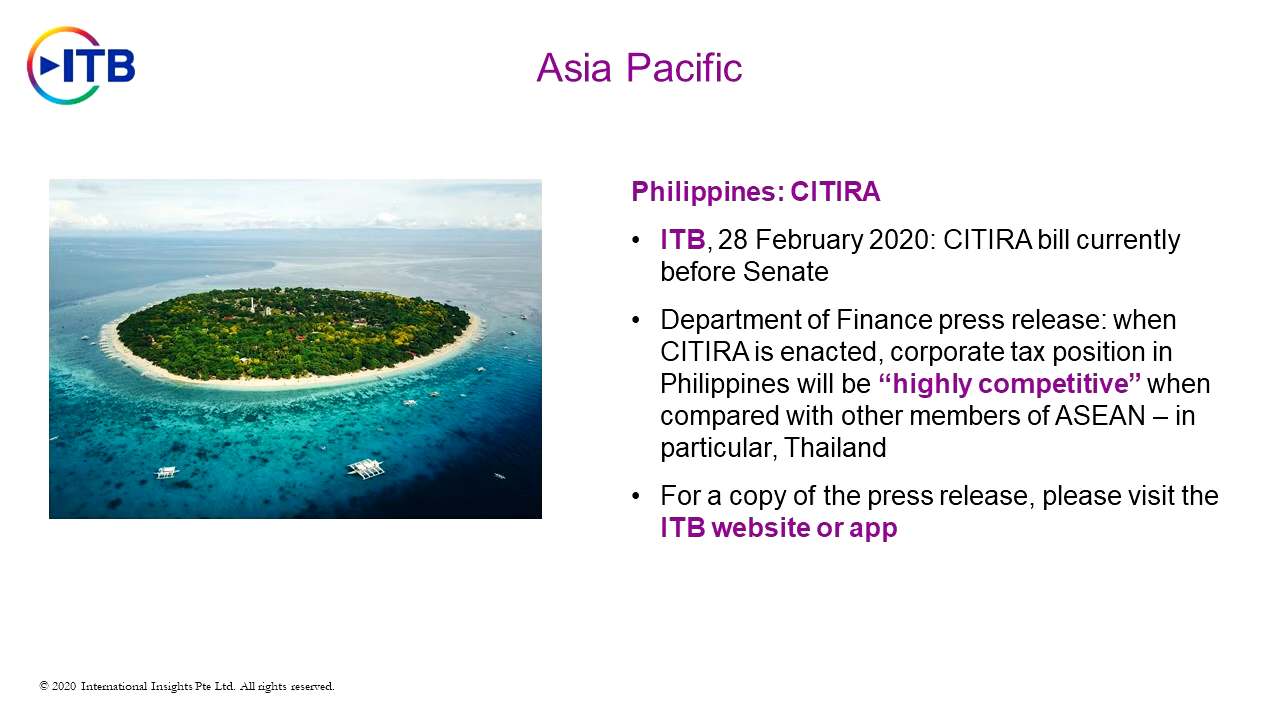 ITB
Asia Pacific
Philippines: CITIRA
• ITB, 28 February 2020: CITIRA bill currently
before Senate
• Department of Finance press release: when
CITIRA is enacted, corporate tax position in
Philippines will be “highly competitive” when
compared with other members of ASEAN – in
particular, Thailand
• For a copy of the press release, please visit the
ITB website or app
© 2020 International Insights Pte Ltd. All rights reserved.